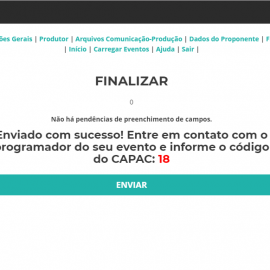 ões Gerais | Produtor | Arquivos Comunicação-Produção | Dados do Proponente | F
| Início | Carregar Eventos | Ajuda | Sair |
FINALIZAR
0
Não há pendências de preenchimento de campos.
Enviado com sucesso! Entre em contato com o
programador do seu evento e informe o código
do CAPAC: 18
ENVIAR